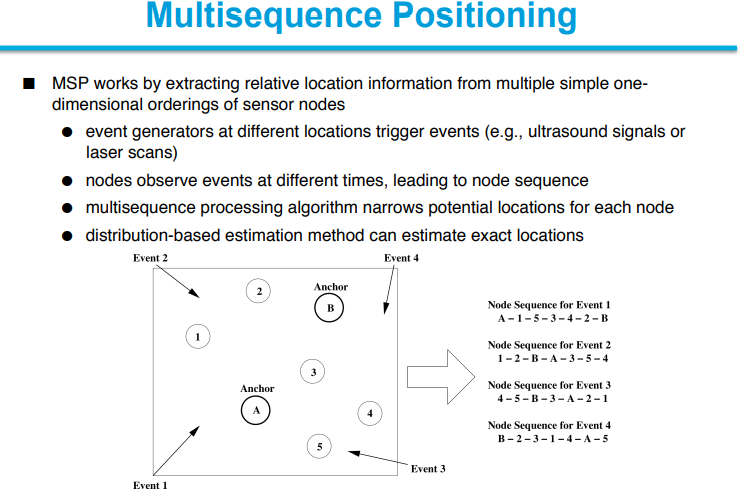 Multisequence Positioning
■ MSP works by extracting relative location information from multiple simple one-
dimensional orderings of sensor nodes
● event generators at different locations trigger events (e.g., ultrasound signals or
laser scans)
● nodes observe events at different times, leading to node sequence
● multisequence processing algorithm narrows potential locations for each node
● distribution-based estimation method can estimate exact locations
Event 2
Event 4
2
Anchor
B
1
3
Anchor
A
4
5
Event 3
Event 1
Node Sequence for Event 1
A – 1 – 5 – 3 – 4 – 2 – B
Node Sequence for Event 2
1 – 2 – B – A – 3 – 5 – 4
Node Sequence for Event 3
4 – 5 – B – 3 – A – 2 – 1
Node Sequence for Event 4
B – 2 – 3 – 1 – 4 – A – 5